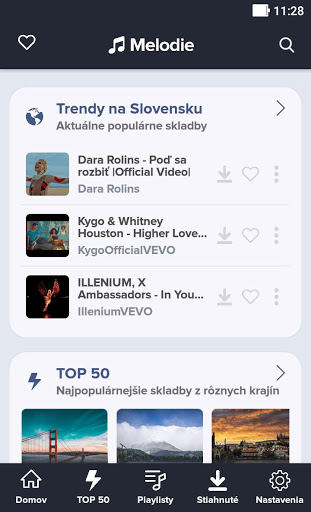 11:28
Melodie
Trendy na Slovensku
Aktuálne populárne skladby
Dara Rolins - Poď sa
rozbiť |Official Video|
Dara Rolins
Kygo & Whitney
Houston - Higher Love...
KygoOfficialVEVO
ILLENIUM, X
Ambassadors - In You...
IlleniumVEVO
TOP 50
Najpopulárnejšie skladby z rôznych krajín
Domov
TOP 50
Playlisty
Stiahnuté
Nastavenia